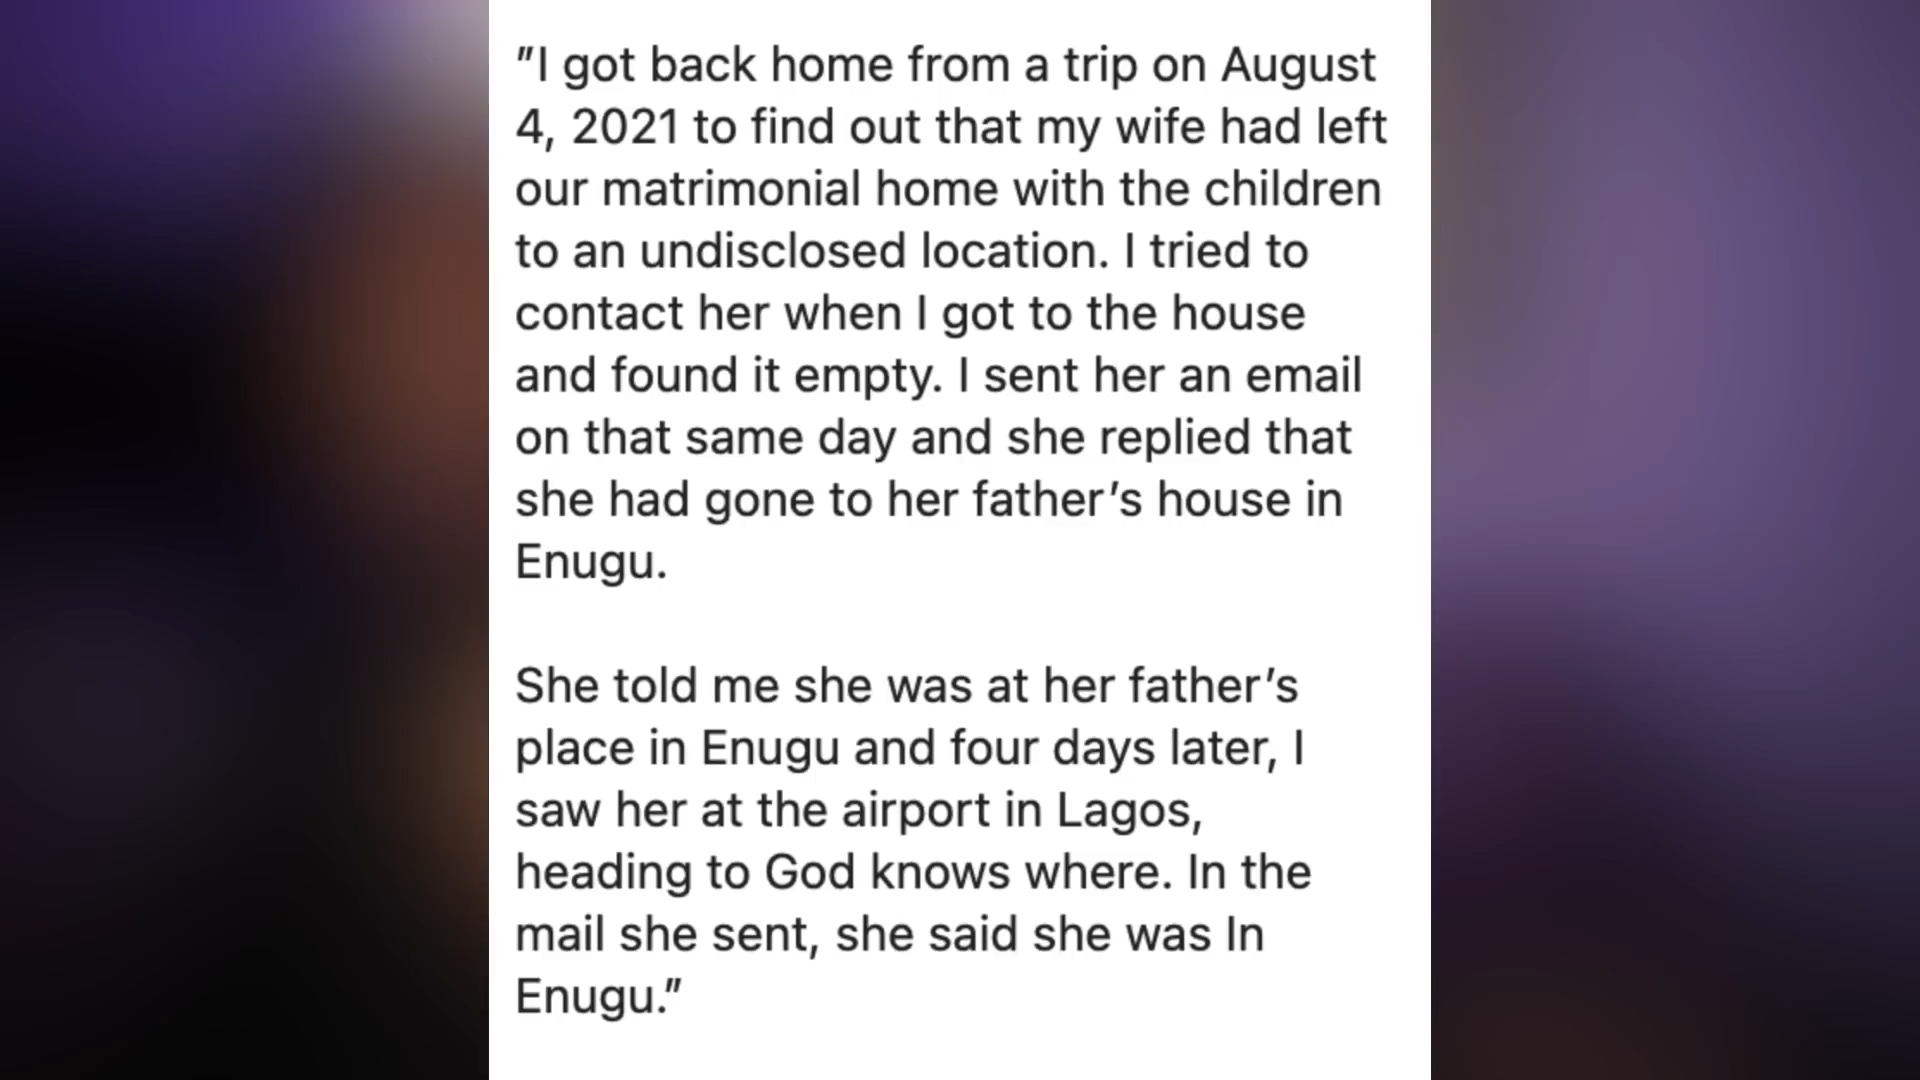 "I got back home from a trip on August
4, 2021 to find out that my wife had left
our matrimonial home with the children
to an undisclosed location. I tried to
contact her when I got to the house
and found it empty. I sent her an email
on that same day and she replied that
she had gone to her father's house in
Enugu.
She told me she was at her father's
place in Enugu and four days later, I
saw her at the airport in Lagos,
heading to God knows where. In the
mail she sent, she said she was In
Enugu."